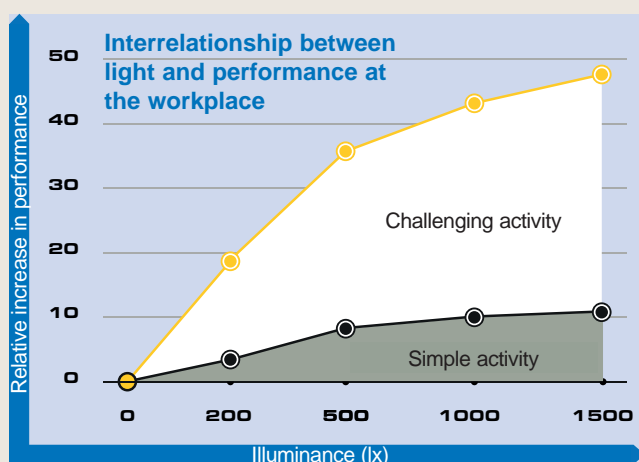 Interrelationship between
light and performance at
the workplace
Relative increase in performance
50
40
30
20
10
0
Challenging activity
Simple activity
0 200 500 1000 1500
Illuminance (lx)